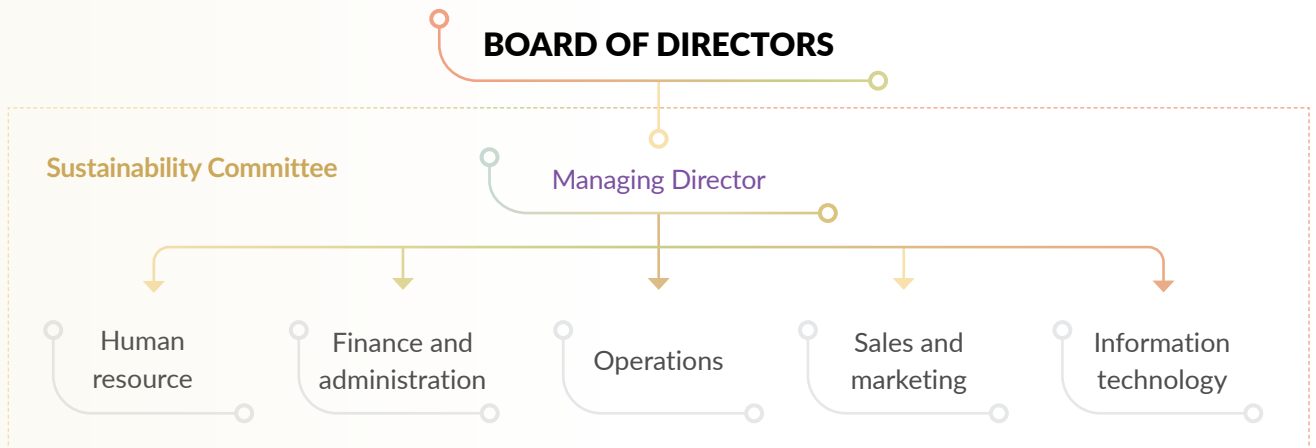 BOARD OF DIRECTORS
Sustainability Committee
Managing Director
Human
resource
Finance and
administration
Operations
Sales and
marketing
Information
technology